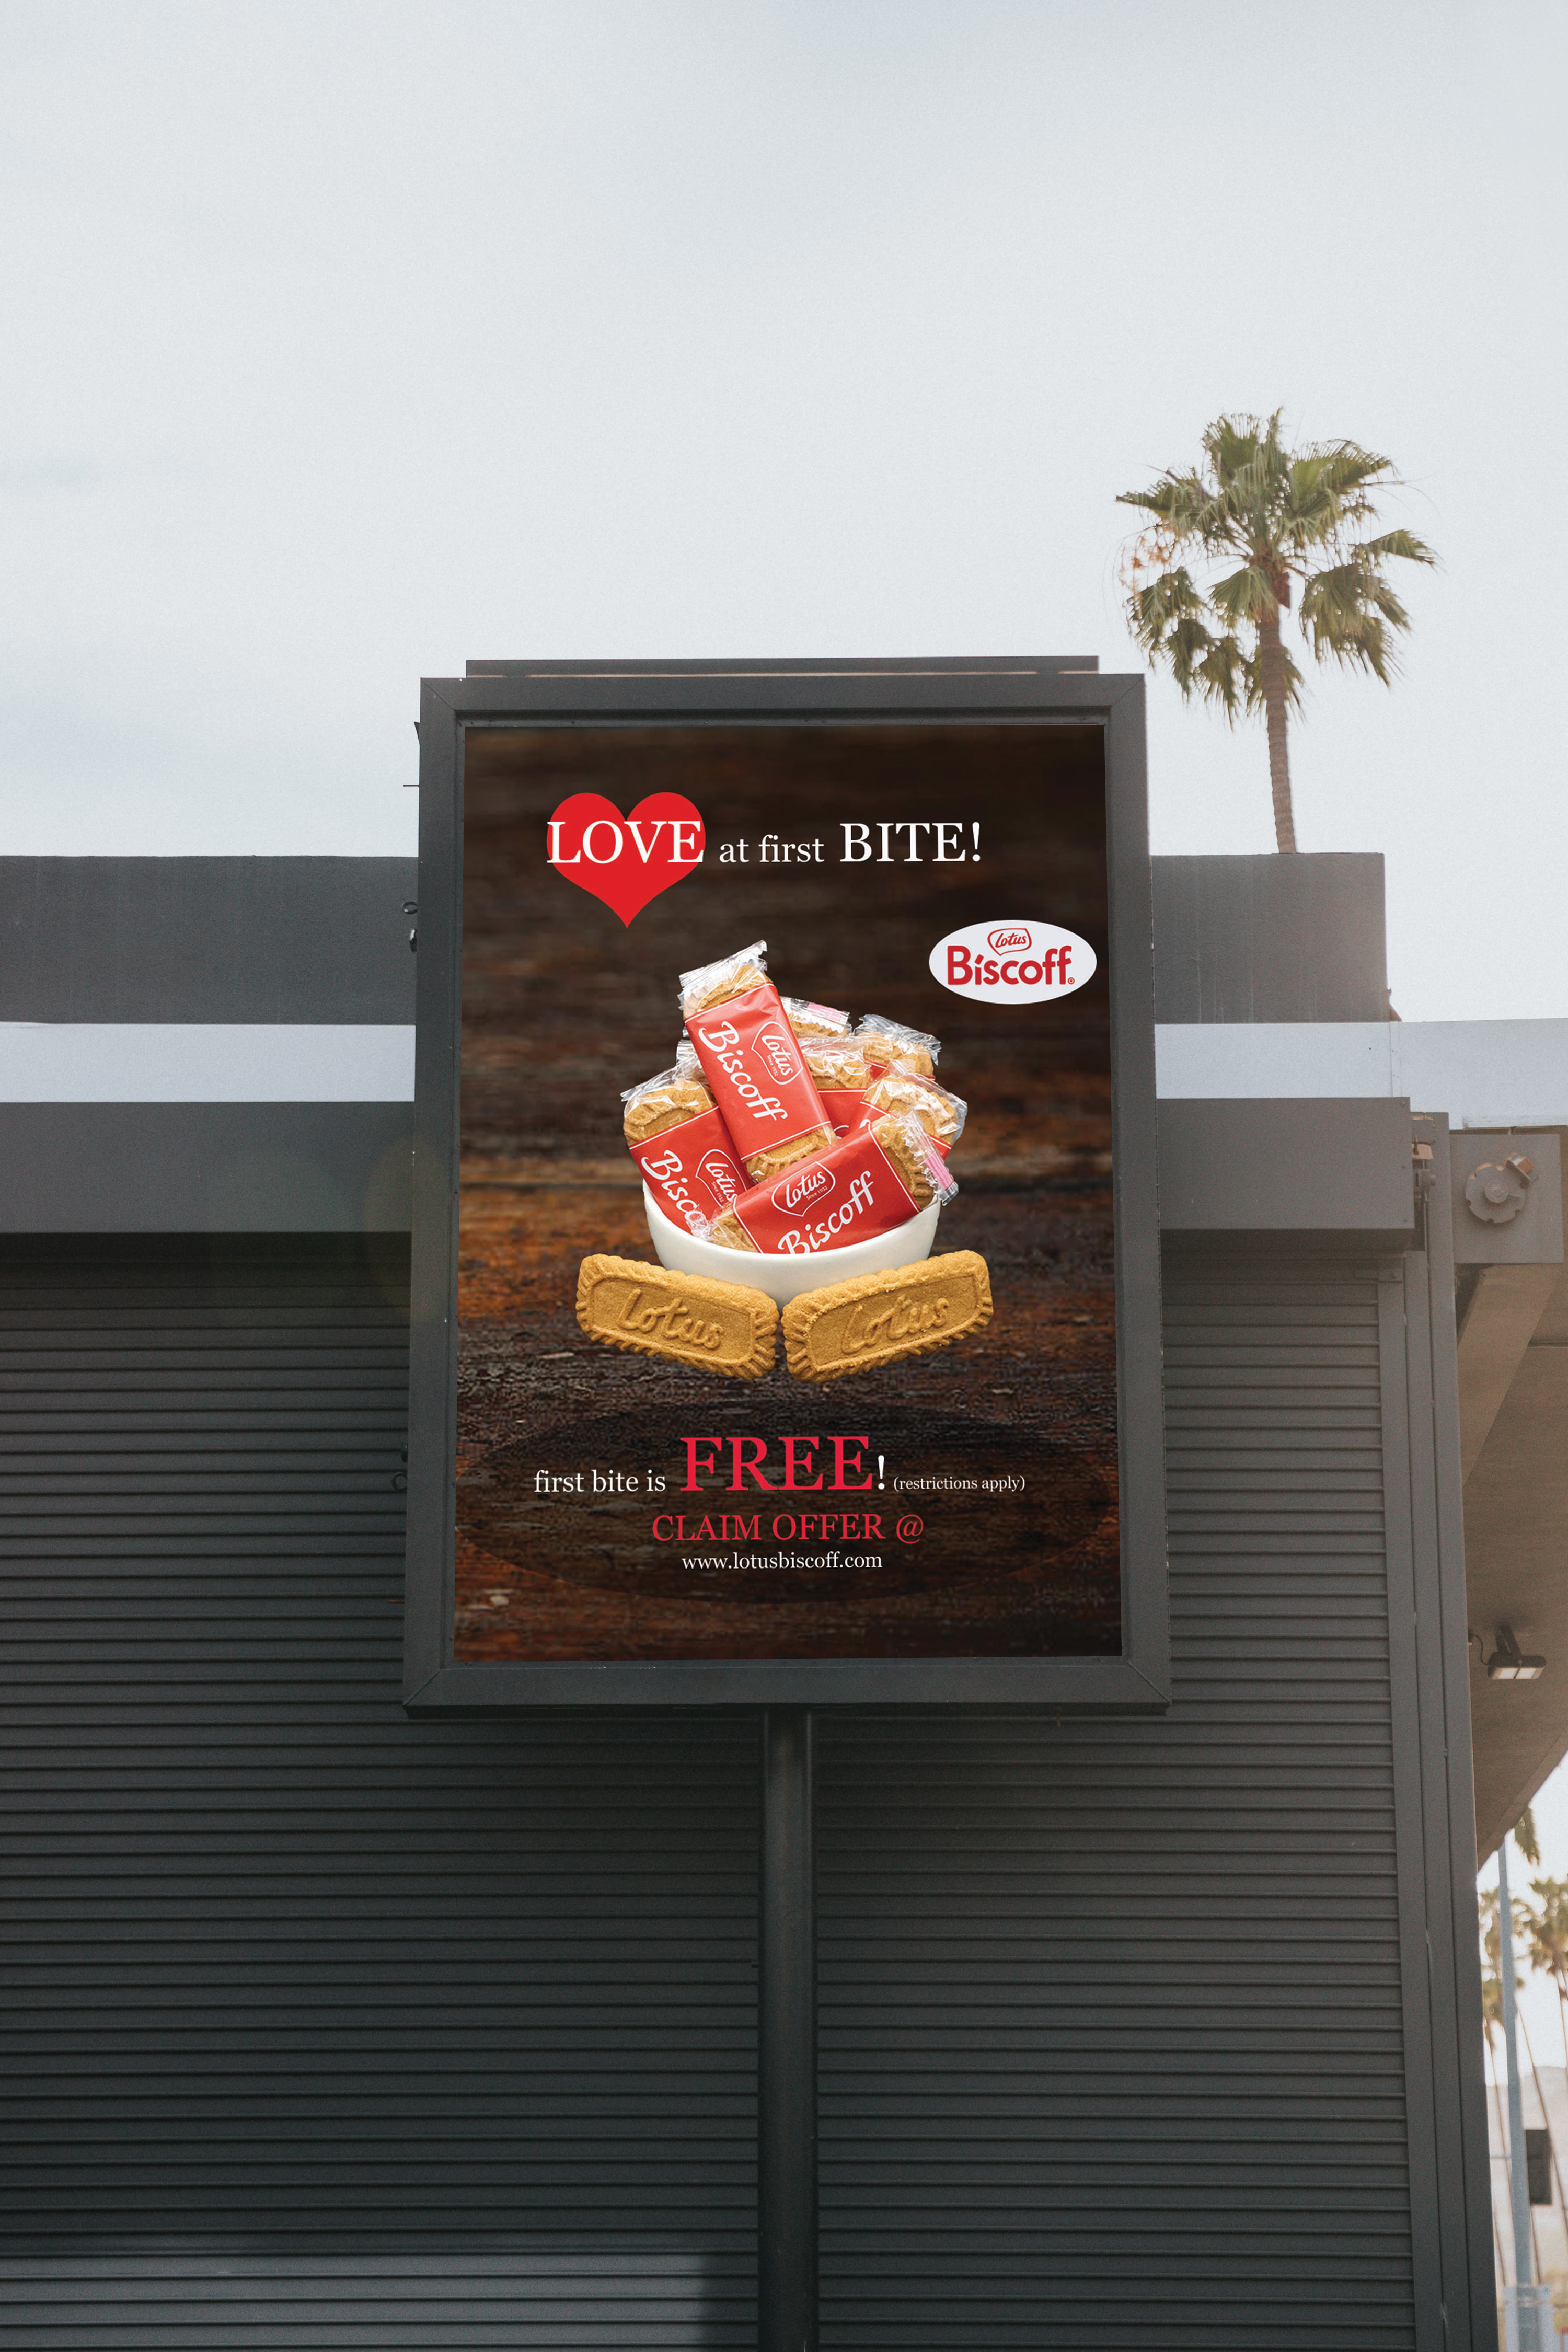 LOVE at first BITE!
Lotus
Biscoff®
Lotus
Biscoff
Lotus
Lotus
Biscoff
Lotus
Lotus
first bite is FREE! (restrictions apply)
CLAIM OFFER @
www.lotusbiscoff.com